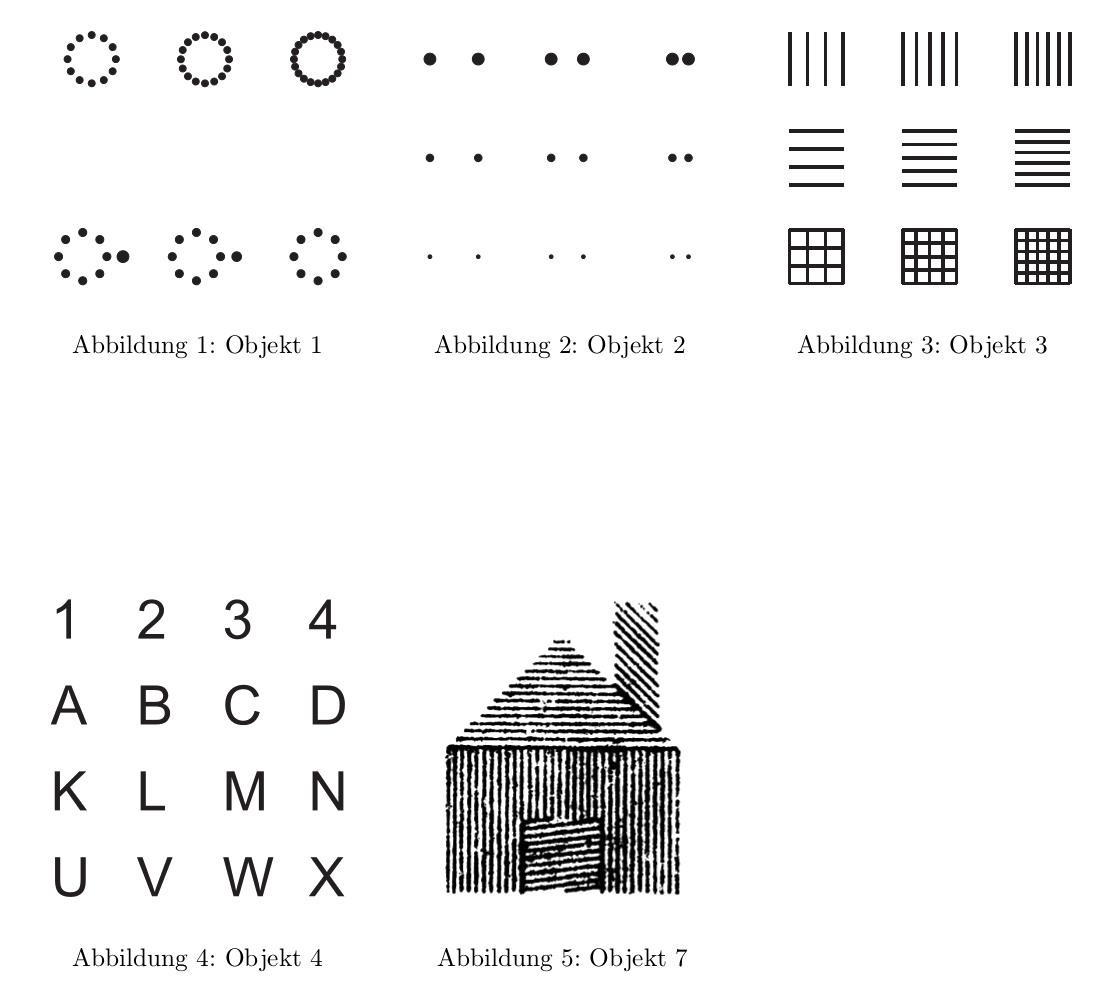 Abbildung 1: Objekt 1
Abbildung 2: Objekt 2
Abbildung 3: Objekt 3
1 2 3 4
A B C D
K L M N
U V W X
Abbildung 4: Objekt 4
Abbildung 5: Objekt 7